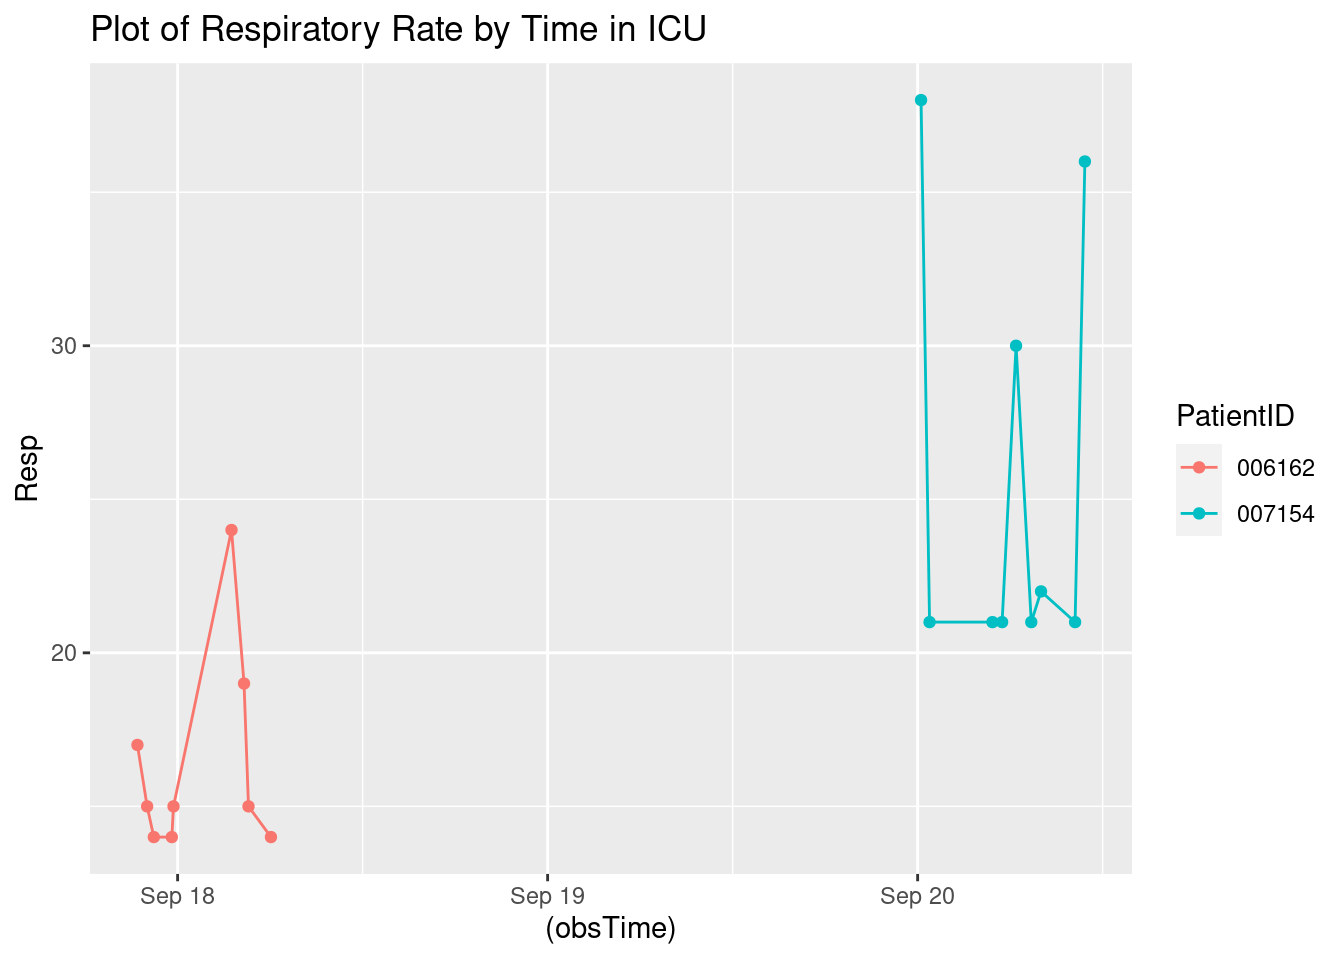 Plot of Respiratory Rate by Time in ICU
Resp
30
20
Sep 18
Sep 19
Sep 20
(obsTime)
PatientID
006162
007154